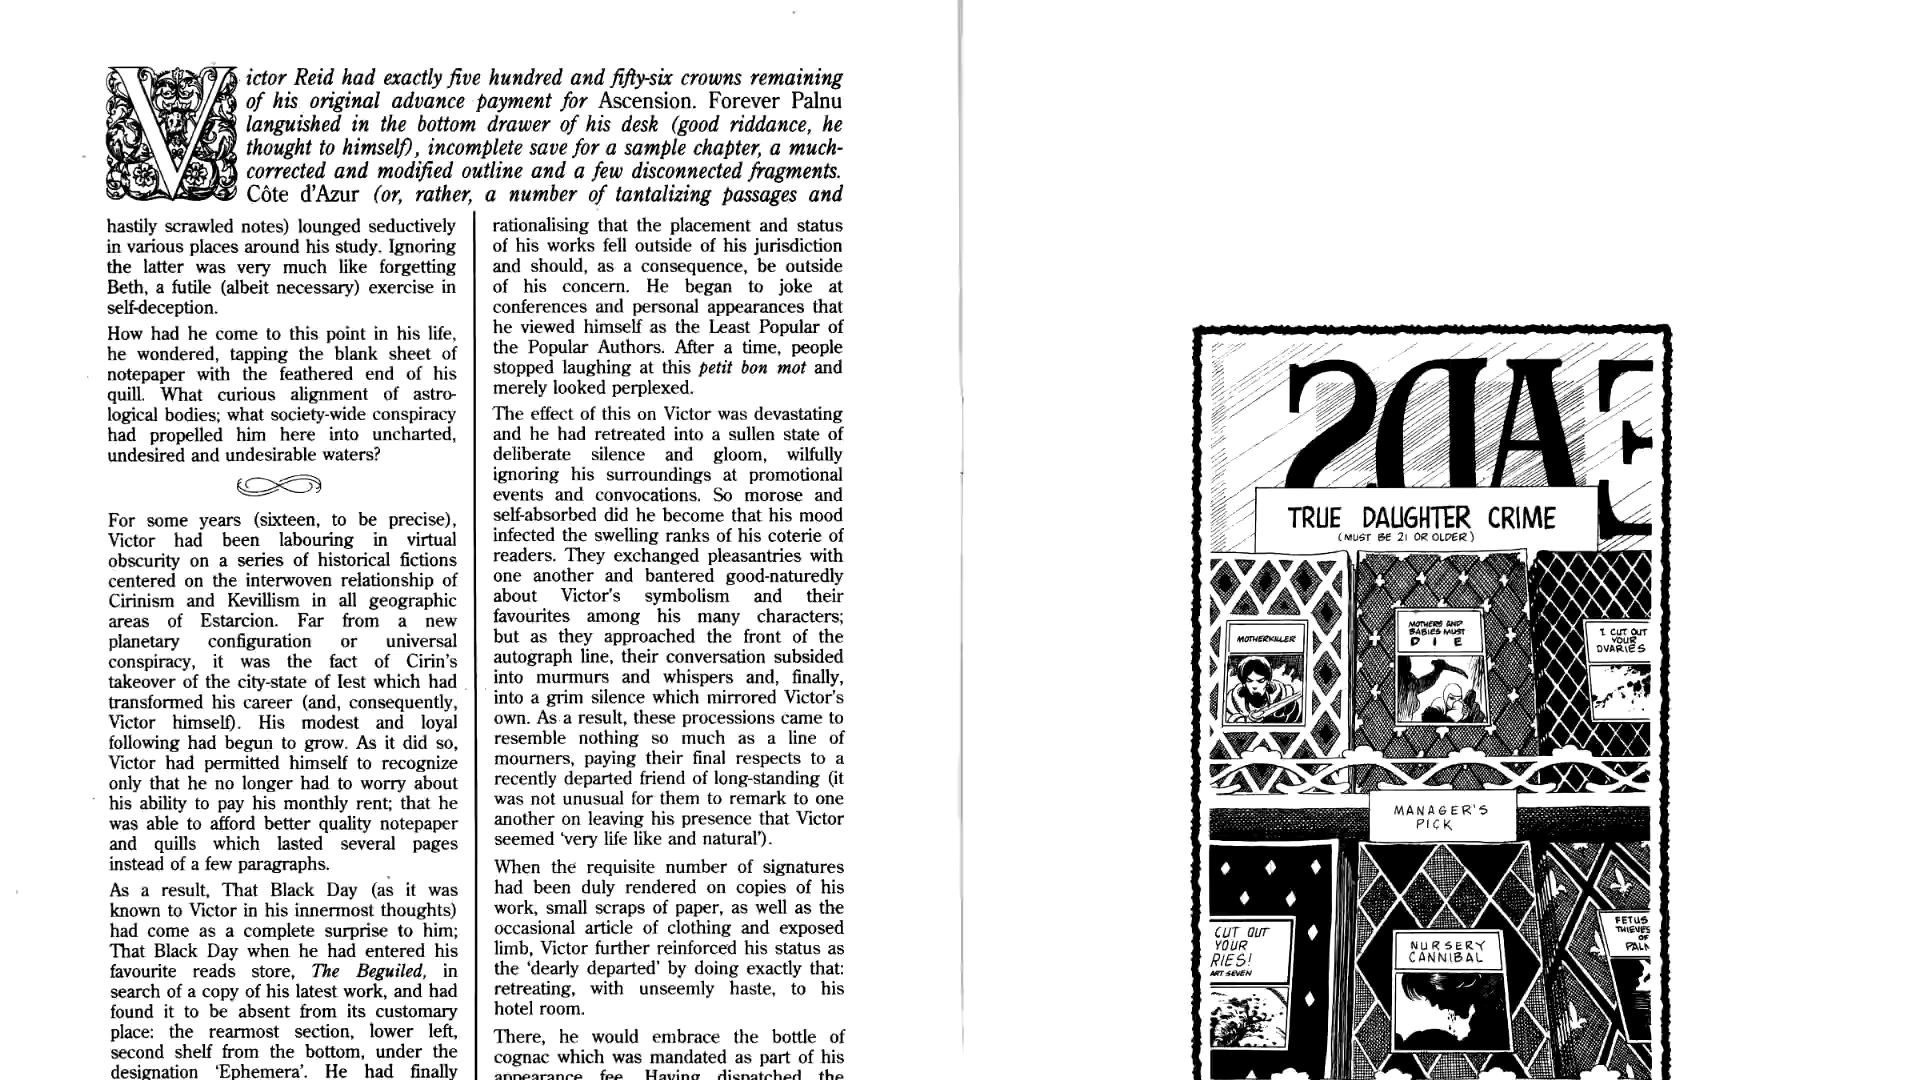 Victor Reid had exactly five hundred and fifty-six crowns remaining
of his original advance payment for Ascension. Forever Palnu
languished in the bottom drawer of his desk (good riddance, he
thought to himself), incomplete save for a sample chapter, a much-
corrected and modified outline and a few disconnected fragments.
Côte d'Azur (or, rather, a number of tantalizing passages and
hastily scrawled notes) lounged seductively
in various places around his study. Ignoring
the latter was very much like forgetting
Beth, a futile (albeit necessary) exercise in
self-deception.
How had he come to this point in his life,
he wondered, tapping the blank sheet of
notepaper with the feathered end of his
quill. What curious alignment of astro-
logical bodies; what society-wide conspiracy
had propelled him here into uncharted,
undesired and undesirable waters?
For some years (sixteen, to be precise),
Victor had been labouring in virtual
obscurity on a series of historical fictions
centered on the interwoven relationship of
Cirinism and Kevillism in all geographic
areas of Estarcion. Far from a new
planetary configuration or universal
conspiracy, it was the fact of Cirin's
takeover of the city-state of Iest which had
transformed his career (and, consequently,
Victor himself). His modest and loyal
following had begun to grow. As it did so,
Victor had permitted himself to recognize
only that he no longer had to worry about
his ability to pay his monthly rent; that he
was able to afford better quality notepaper
and quills which lasted several pages
instead of a few paragraphs.
As a result, That Black Day (as it was
known to Victor in his innermost thoughts)
had come as a complete surprise to him;
That Black Day when he had entered his
favourite reads store, The Beguiled, in
search of a copy of his latest work, and had
found it to be absent from its customary
place: the rearmost section, lower left,
second shelf from the bottom, under the
designation 'Ephemera'. He had finally
rationalising that the placement and status
of his works fell outside of his jurisdiction
and should, as a consequence, be outside
of his concern. He began to joke at
conferences and personal appearances that
he viewed himself as the Least Popular of
the Popular Authors. After a time, people
stopped laughing at this petit bon mot and
merely looked perplexed.
The effect of this on Victor was devastating
and he had retreated into a sullen state of
deliberate silence and gloom, wilfully
ignoring his surroundings at promotional
events and convocations. So morose and
self-absorbed did he become that his mood
infected the swelling ranks of his coterie of
readers. They exchanged pleasantries with
one another and bantered good-naturedly
about Victor's symbolism and their
favourites among his many characters;
but as they approached the front of the
autograph line, their conversation subsided
into murmurs and whispers and, finally,
into a grim silence which mirrored Victor's
own. As a result, these processions came to
resemble nothing so much as a line of
mourners, paying their final respects to a
recently departed friend of long-standing (it
was not unusual for them to remark to one
another on leaving his presence that Victor
seemed 'very life like and natural').
When the requisite number of signatures
had been duly rendered on copies of his
work, small scraps of paper, as well as the
occasional article of clothing and exposed
limb, Victor further reinforced his status as
the 'dearly departed' by doing exactly that:
retreating, with unseemly haste, to his
hotel room.
There, he would embrace the bottle of
cognac which was mandated as part of his
appearance fee. Having dispatched the
EADS
TRUE DAUGHTER CRIME
(MUST BE 21 OR OLDER)
MOTHERKILLER
MOTHERS AND
BABIES MUST
D I E
I CUT OUT
YOUR
OVARIES
MANAGER'S
PICK
CUT OUT
YOUR
RIES!
PART SEVEN
NURSERY
CANNIBAL
FETUS
THIEVES
OF
PALN